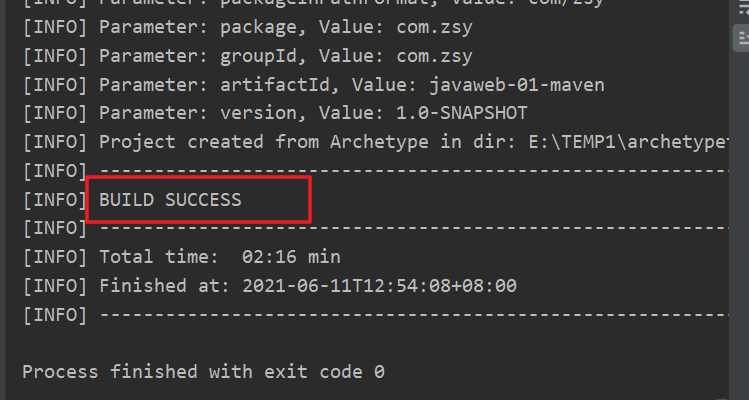 [INFO] Parameter: packageInPathFormat, Value: com/zsy
[INFO] Parameter: package, Value: com.zsy
[INFO] Parameter: groupId, Value: com.zsy
[INFO] Parameter: artifactId, Value: javaweb-01-maven
[INFO] Parameter: version, Value: 1.0-SNAPSHOT
[INFO] Project created from Archetype in dir: E:\TEMP1\archetype
[INFO] ------------------------------------------------------------------------
[INFO] BUILD SUCCESS
[INFO] ------------------------------------------------------------------------
[INFO] Total time:  02:16 min
[INFO] Finished at: 2021-06-11T12:54:08+08:00
[INFO] ------------------------------------------------------------------------
Process finished with exit code 0